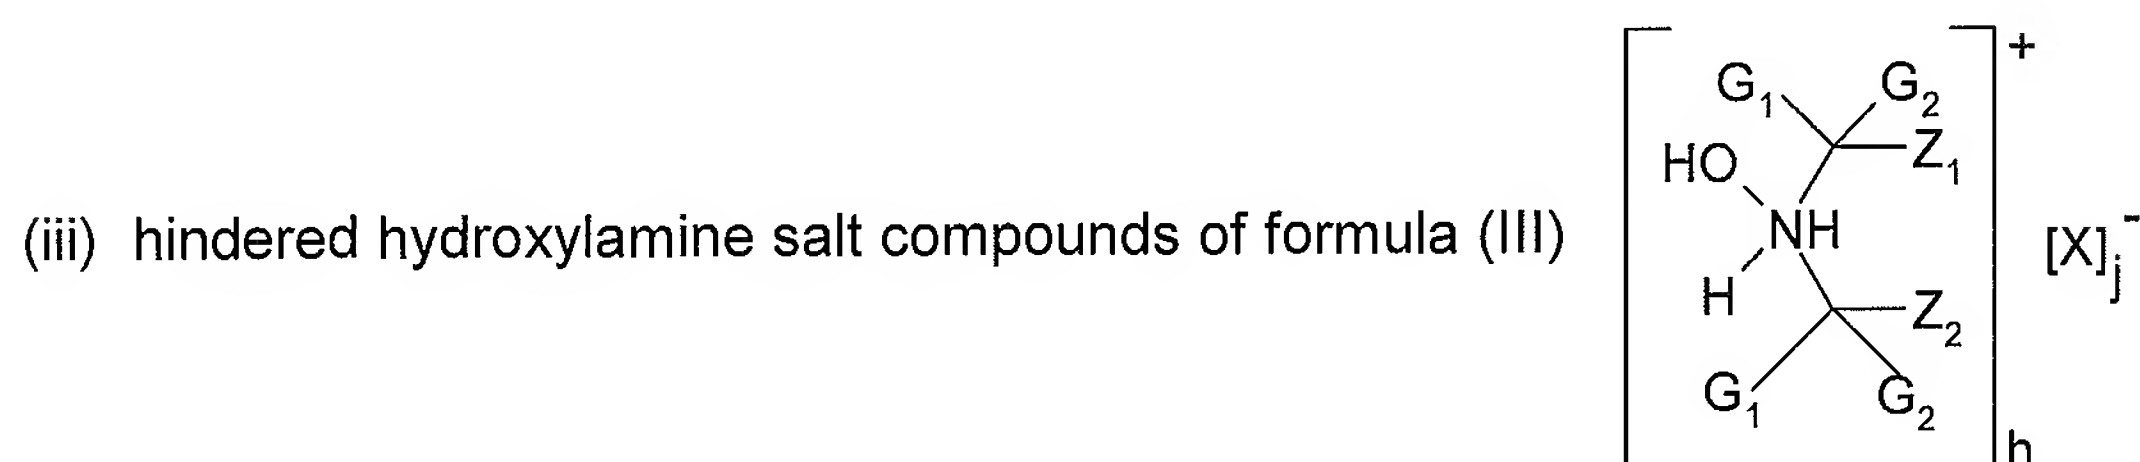 (iii) hindered hydroxylamine salt compounds of formula (III)
+
G1 G2
Z1
HO
NH
[X]j-
H
Z2
G1 G2
h